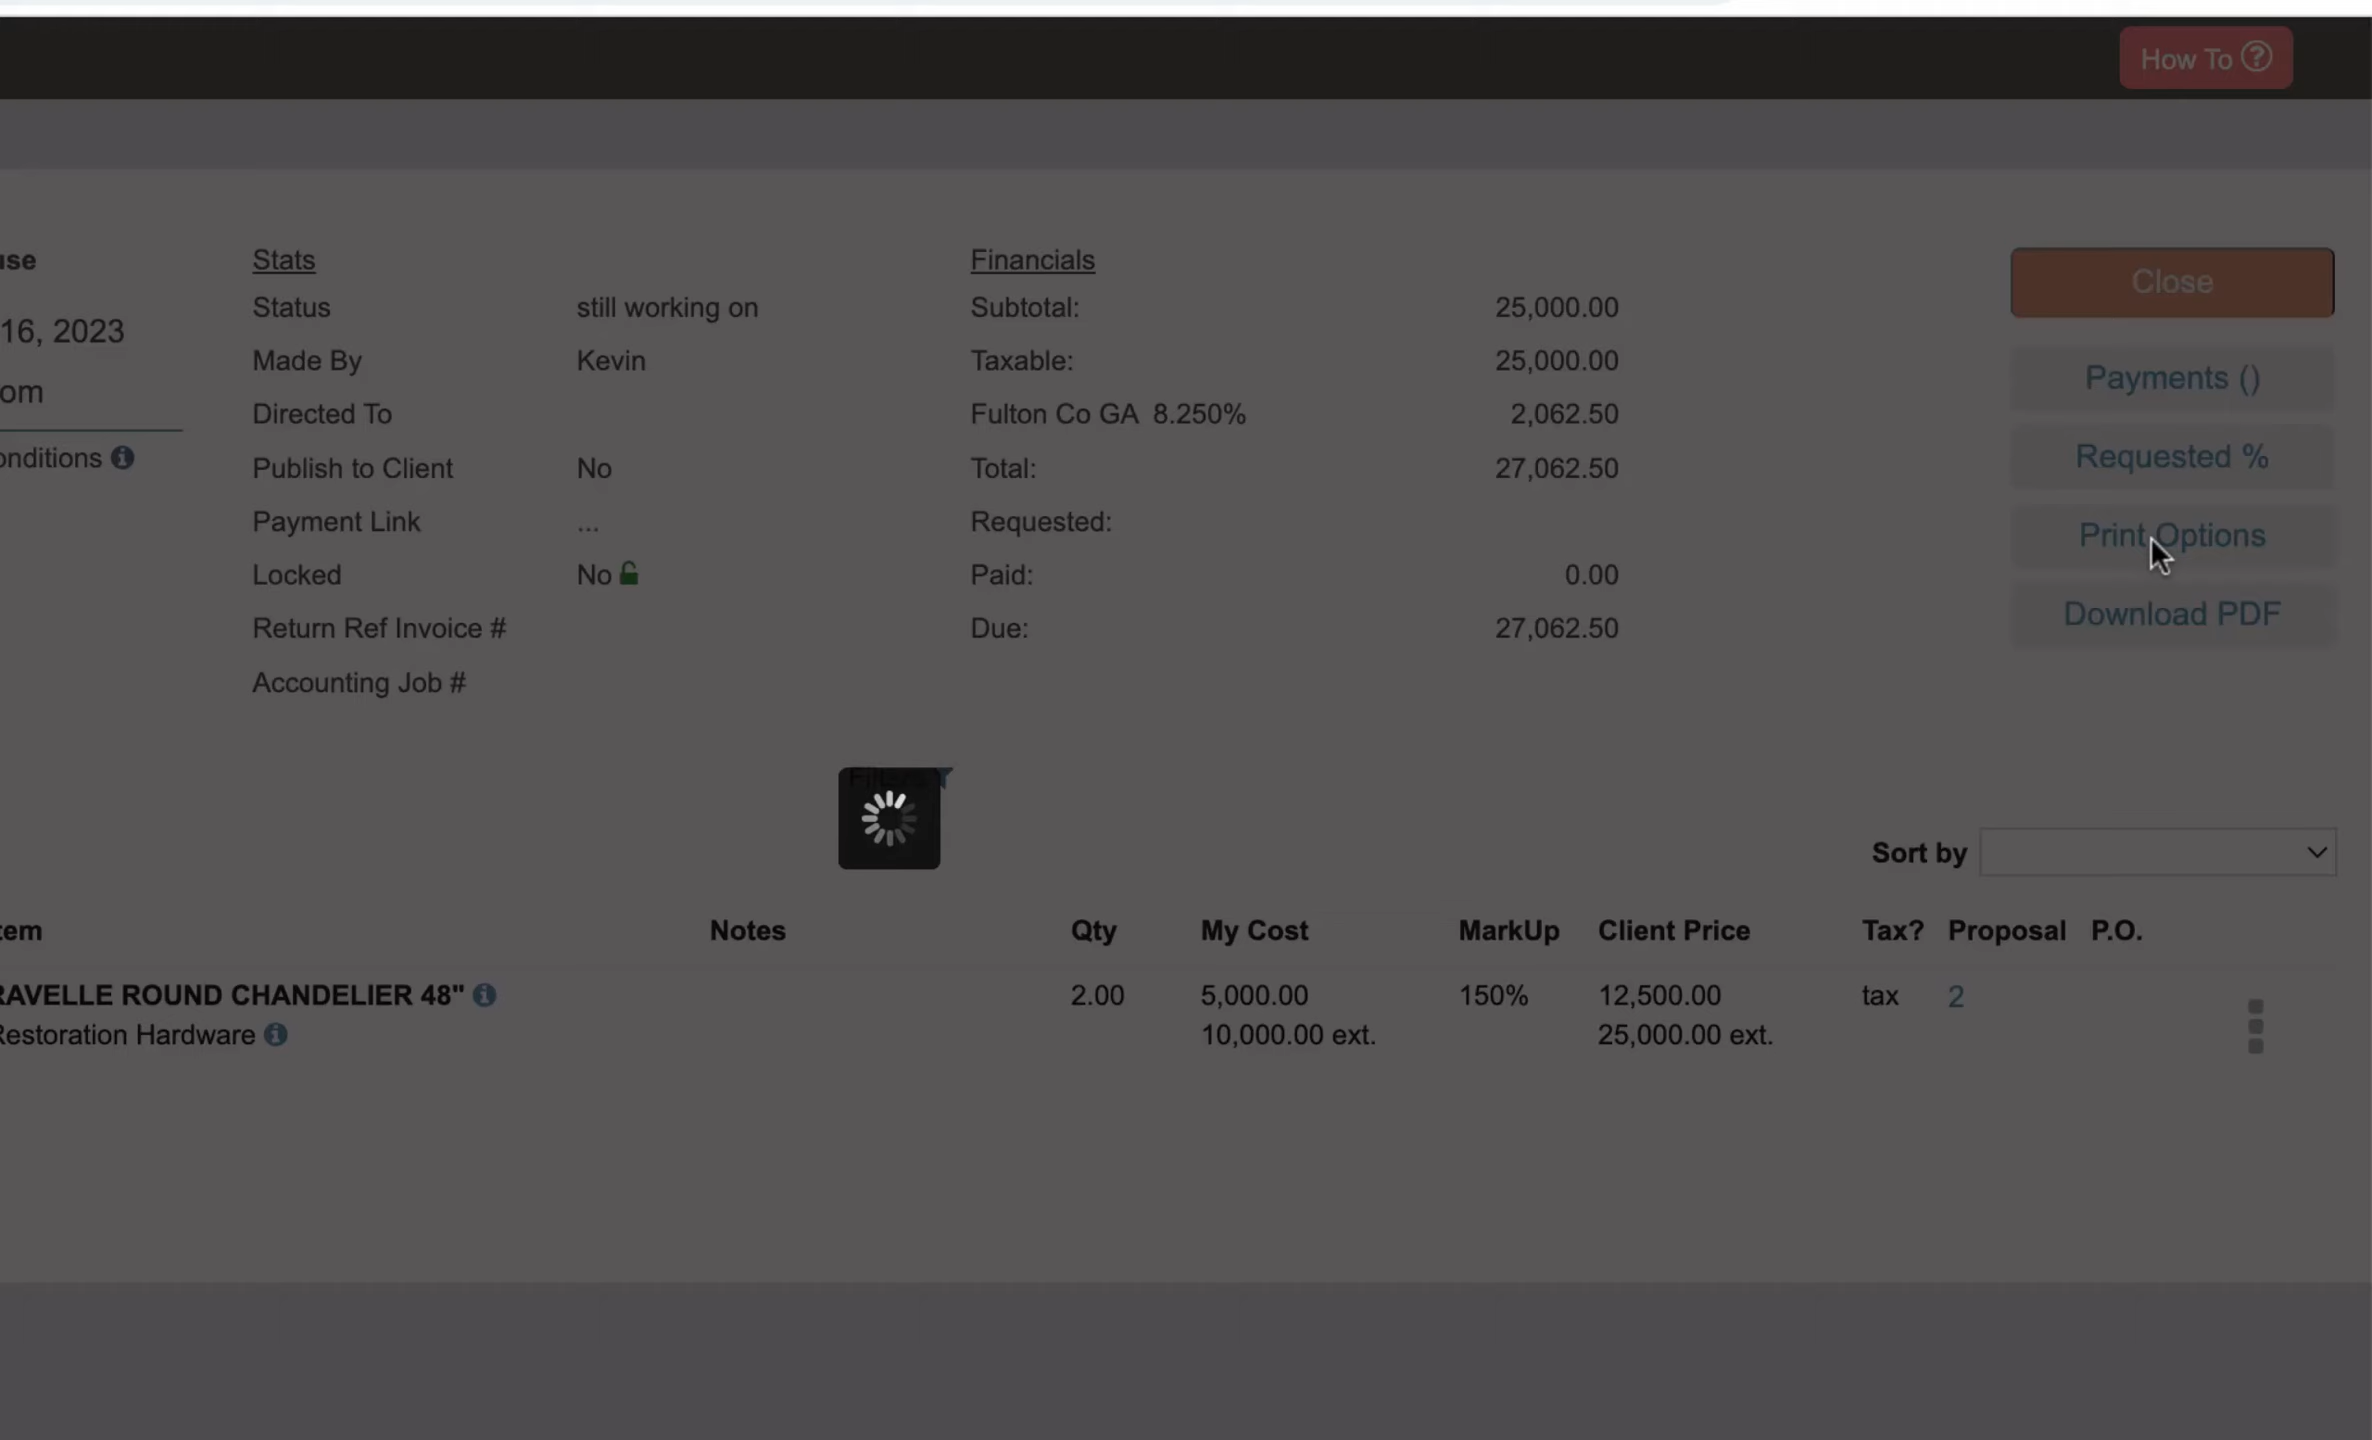 How To
Stats
Financials
Close
16, 2023
Status still working on Subtotal: 25,000.00
Made By Kevin Taxable: 25,000.00 Payments ()
Directed To Fulton Co GA 8.250% 2,062.50
Publish to Client No Total: 27,062.50 Requested %
Payment Link ... Requested: Print Options
Locked No Paid: 0.00
Return Ref Invoice # Due: 27,062.50 Download PDF
Accounting Job #
Sort by
Notes Qty My Cost MarkUp Client Price Tax? Proposal P.O.
ROUND CHANDELIER 48" 2.00 5,000.00 150% 12,500.00 tax 2
Hardware 10,000.00 ext. 25,000.00 ext.